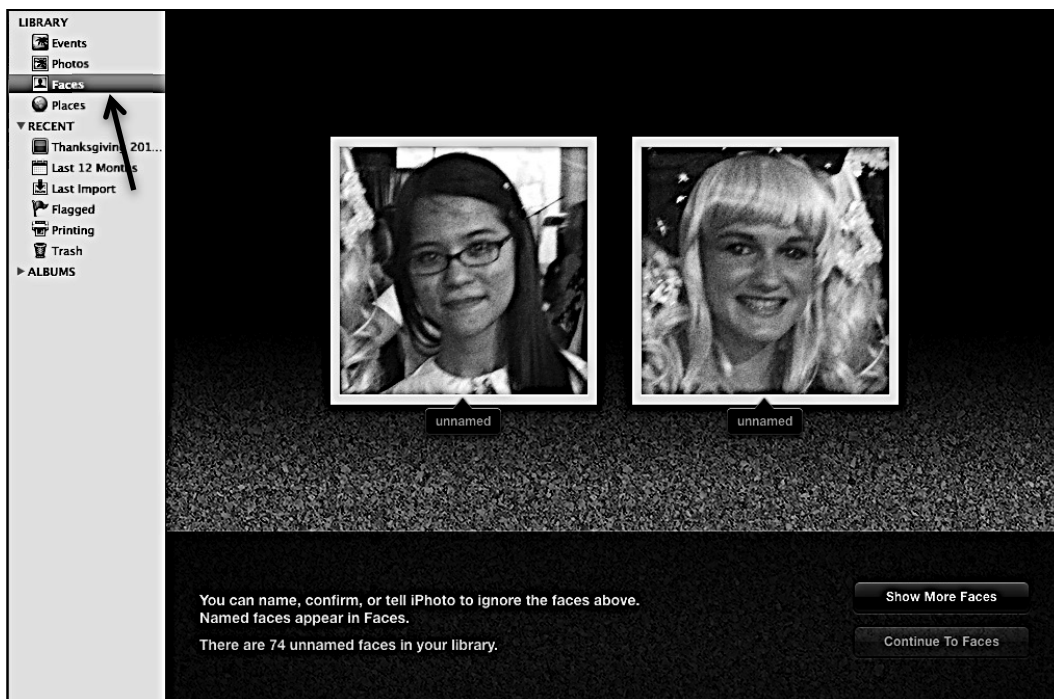 LIBRARY
Events
Photos
Faces
Places
RECENT
Thanksgiving 201...
Last 12 Months
Last Import
Flagged
Printing
Trash
ALBUMS
unnamed
unnamed
You can name, confirm, or tell iPhoto to ignore the faces above.
Named faces appear in Faces.
There are 74 unnamed faces in your library.
Show More Faces
Continue To Faces